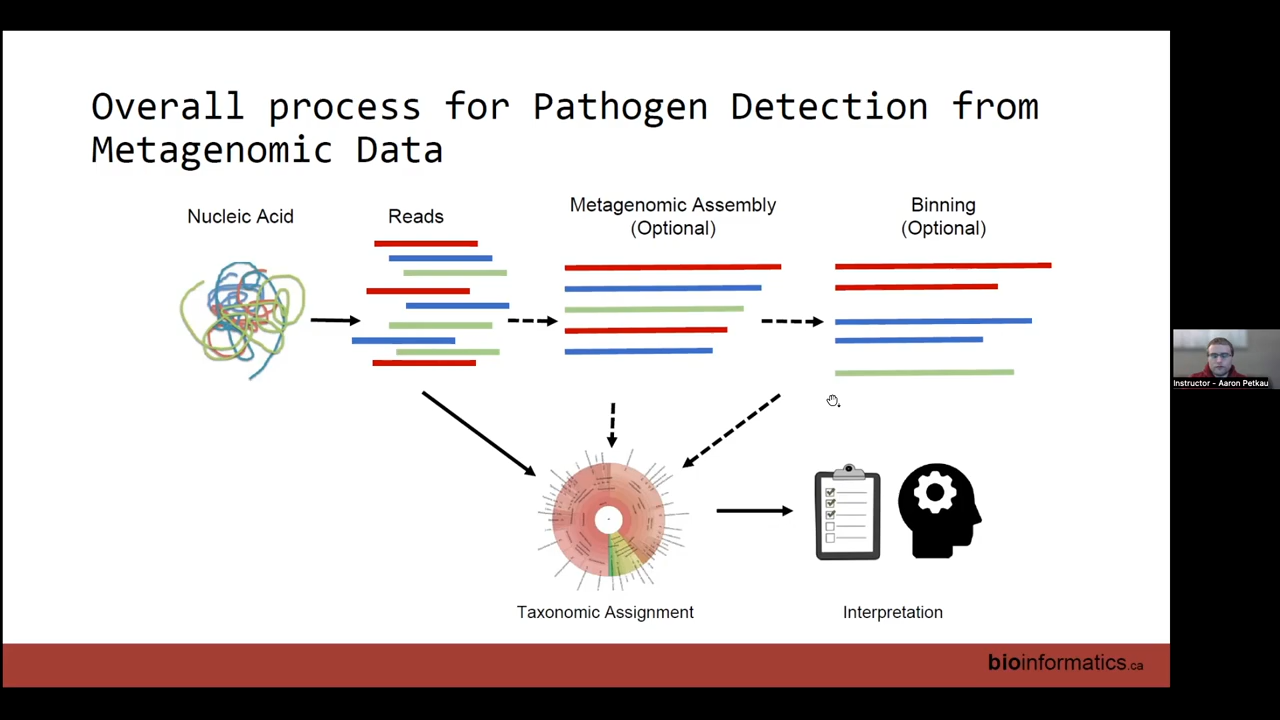 Overall process for Pathogen Detection from
Metagenomic Data
Nucleic Acid
Reads
Metagenomic Assembly
(Optional)
Binning
(Optional)
Taxonomic Assignment
Interpretation
Instructor - Aaron Petkau
bioinformatics.ca